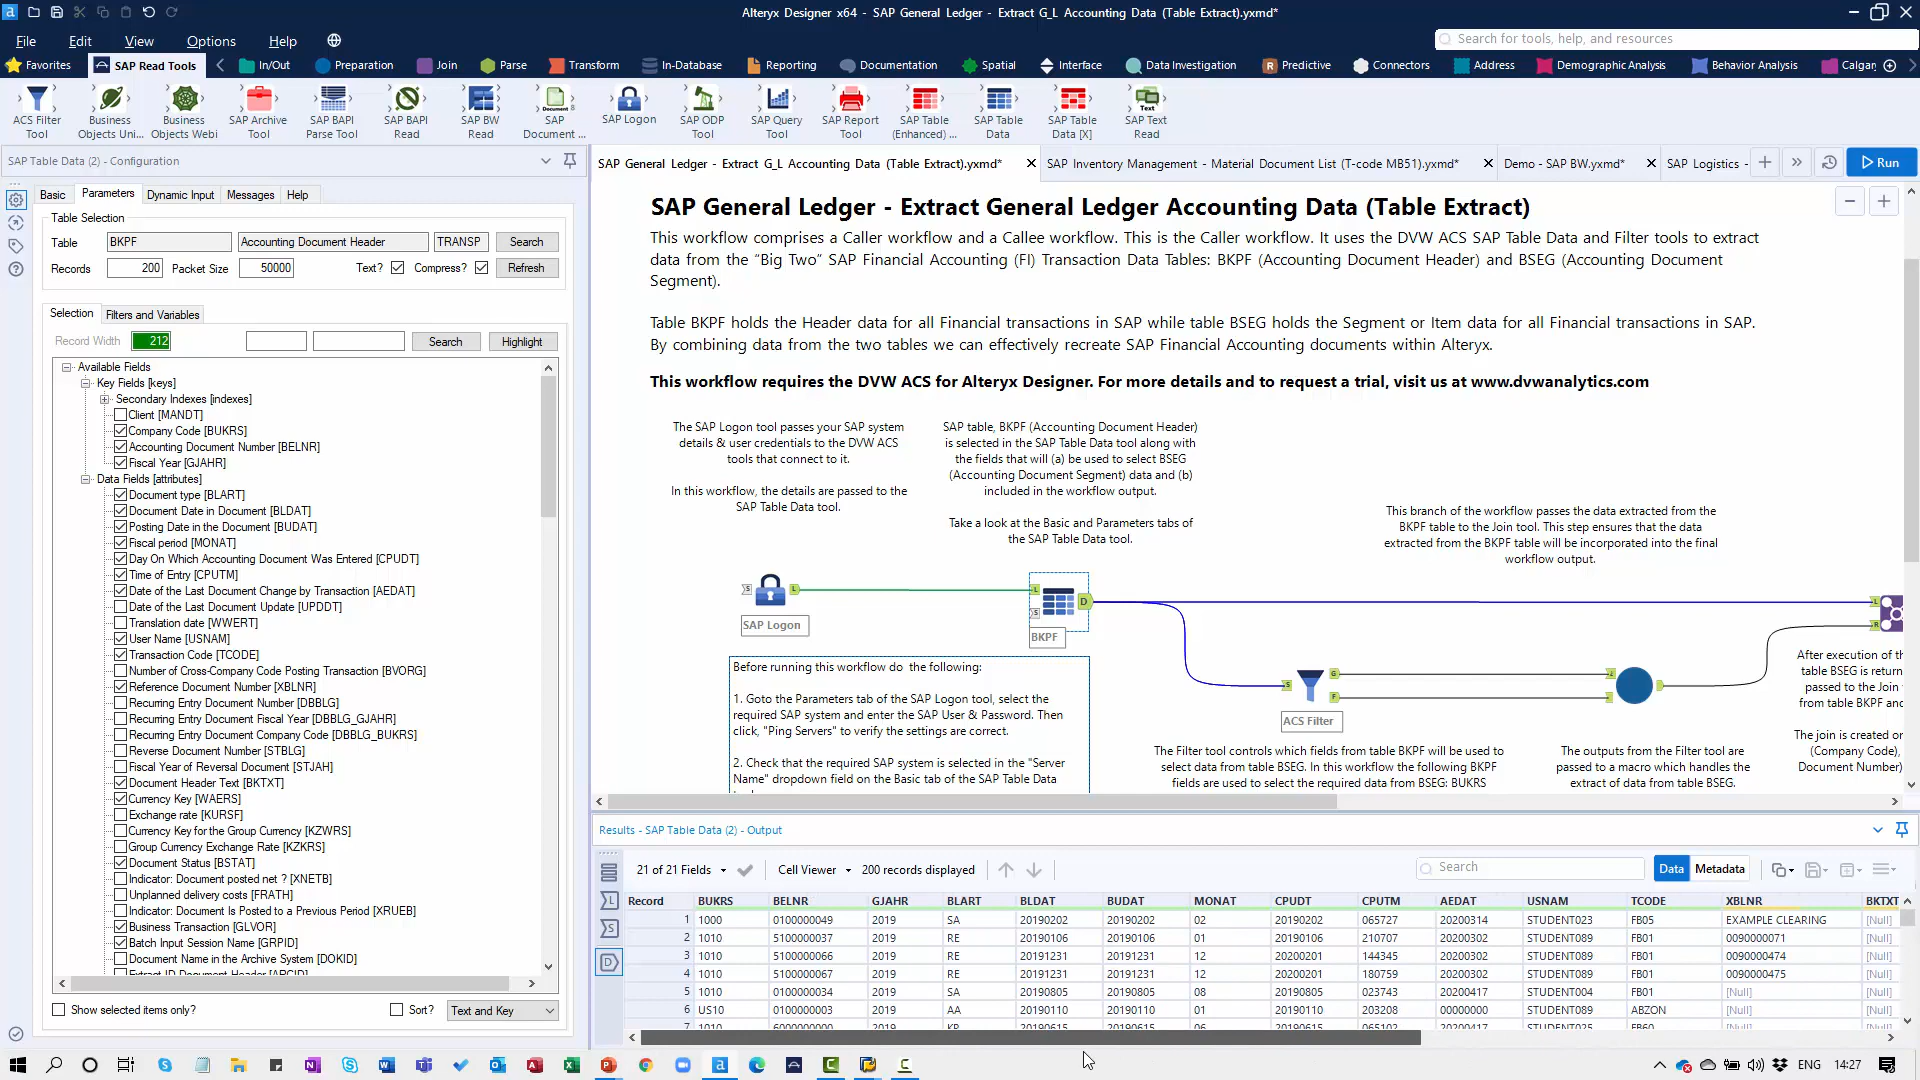 Alteryx Designer x64 - SAP General Ledger - Extract G_L Accounting Data (Table Extract).yxmd*
File Edit View Options Help
Search for tools, help, and resources
Favorites SAP Read Tools In/Out Preparation Join Parse Transform In-Database Reporting Documentation Spatial Interface Data Investigation Predictive Connectors Address Demographic Analysis Behavior Analysis Calgary
ACS Filter Tool
Business Objects Uni...
Business Objects Webi
SAP Archive Tool
SAP BAPI Parse Tool
SAP BAPI Read
SAP BW Read
SAP Document ...
SAP Logon
SAP ODP Tool
SAP Query Tool
SAP Report Tool
SAP Table (Enhanced) ...
SAP Table Data
SAP Table Data [X]
SAP Text Read
SAP Table Data (2) - Configuration
SAP General Ledger - Extract G_L Accounting Data (Table Extract).yxmd*
SAP Inventory Management - Material Document List (T-code MB51).yxmd*
Demo - SAP BW.yxmd*
SAP Logistics -
Run
Basic Parameters Dynamic Input Messages Help
Table Selection
Table BKPF Accounting Document Header TRANSP Search
Records 200 Packet Size 50000 Text? Compress? Refresh
Selection Filters and Variables
Record Width 212 Search Highlight
Available Fields
Key Fields [keys]
Secondary Indexes [indexes]
Client [MANDT]
Company Code [BUKRS]
Accounting Document Number [BELNR]
Fiscal Year [GJAHR]
Data Fields [attributes]
Document type [BLART]
Document Date in Document [BLDAT]
Posting Date in the Document [BUDAT]
Fiscal period [MONAT]
Day On Which Accounting Document Was Entered [CPUDT]
Time of Entry [CPUTM]
Date of the Last Document Change by Transaction [AEDAT]
Date of the Last Document Update [UPDDT]
Translation date [WWERT]
User Name [USNAM]
Transaction Code [TCODE]
Number of Cross-Company Code Posting Transaction [BVORG]
Reference Document Number [XBLNR]
Recurring Entry Document Number [DBBLG]
Recurring Entry Document Fiscal Year [DBBLG_GJAHR]
Recurring Entry Document Company Code [DBBLG_BUKRS]
Reverse Document Number [STBLG]
Fiscal Year of Reversal Document [STJAH]
Document Header Text [BKTXT]
Currency Key [WAERS]
Exchange rate [KURSF]
Currency Key for the Group Currency [KZWRS]
Group Currency Exchange Rate [KZKRS]
Document Status [BSTAT]
Indicator: Document posted net ? [XNETB]
Unplanned delivery costs [FRATH]
Indicator: Document Is Posted to a Previous Period [XRUEB]
Business Transaction [GLVOR]
Batch Input Session Name [GRPID]
Document Name in the Archive System [DOKID]
Extract ID Document Header [ARCID]
Show selected items only? Sort? Text and Key
SAP General Ledger - Extract General Ledger Accounting Data (Table Extract)
This workflow comprises a Caller workflow and a Callee workflow. This is the Caller workflow. It uses the DVW ACS SAP Table Data and Filter tools to extract
data from the “Big Two” SAP Financial Accounting (FI) Transaction Data Tables: BKPF (Accounting Document Header) and BSEG (Accounting Document
Segment).
Table BKPF holds the Header data for all Financial transactions in SAP while table BSEG holds the Segment or Item data for all Financial transactions in SAP.
By combining data from the two tables we can effectively recreate SAP Financial Accounting documents within Alteryx.
This workflow requires the DVW ACS for Alteryx Designer. For more details and to request a trial, visit us at www.dvwanalytics.com
The SAP Logon tool passes your SAP system
details & user credentials to the DVW ACS
tools that connect to it.
In this workflow, the details are passed to the
SAP Table Data tool.
SAP table, BKPF (Accounting Document Header)
is selected in the SAP Table Data tool along with
the fields that will (a) be used to select BSEG
(Accounting Document Segment) data and (b)
included in the workflow output.
Take a look at the Basic and Parameters tabs of
the SAP Table Data tool.
This branch of the workflow passes the data extracted from the
BKPF table to the Join tool. This step ensures that the data
extracted from the BKPF table will be incorporated into the final
workflow output.
SAP Logon
BKPF
ACS Filter
Before running this workflow do the following:
1. Goto the Parameters tab of the SAP Logon tool, select the
required SAP system and enter the SAP User & Password. Then
click, "Ping Servers" to verify the settings are correct.
2. Check that the required SAP system is selected in the "Server
Name" dropdown field on the Basic tab of the SAP Table Data
The Filter tool controls which fields from table BKPF will be used to
select data from table BSEG. In this workflow the following BKPF
fields are used to select the required data from BSEG: BUKRS
The outputs from the Filter tool are
passed to a macro which handles the
extract of data from table BSEG.
After execution of th
table BSEG is return
passed to the Join
from table BKPF and
The join is created or
(Company Code),
Document Number)
Results - SAP Table Data (2) - Output
21 of 21 Fields Cell Viewer 200 records displayed Search Data Metadata
Record BUKRS BELNR GJAHR BLART BLDAT BUDAT MONAT CPUDT CPUTM AEDAT USNAM TCODE XBLNR BKTXT
1 1000 0100000049 2019 SA 20190202 20190202 02 20190202 065727 20200314 STUDENT023 FB05 EXAMPLE CLEARING [Null]
2 1010 5100000037 2019 RE 20190106 20190106 01 20190106 210707 20200302 STUDENT089 FB01 0090000071 [Null]
3 1010 5100000066 2019 RE 20191231 20191231 12 20200201 144345 20200302 STUDENT089 FB01 0090000474 [Null]
4 1010 5100000067 2019 RE 20191231 20191231 12 20200201 180759 20200302 STUDENT089 FB01 0090000475 [Null]
5 1010 0100000034 2019 SA 20190805 20190805 08 20190805 023743 20200417 STUDENT004 FB01 [Null] [Null]
6 US10 0100000003 2019 AA 20190110 20190110 01 20190110 203208 00000000 STUDENT089 ABZON [Null] [Null]
7 1010 6000000000 2019 KP 20190615 20190615 06 20190615 065102 20200417 STUDENT025 FB60 [Null]
ENG 14:27